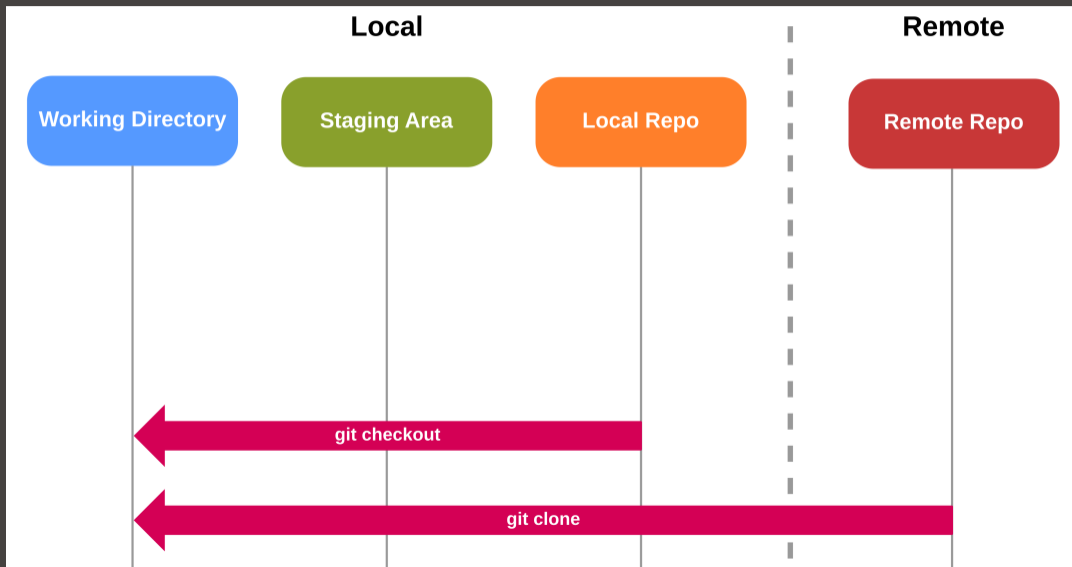 Local
Remote
Working Directory
Staging Area
Local Repo
Remote Repo
git checkout
git clone